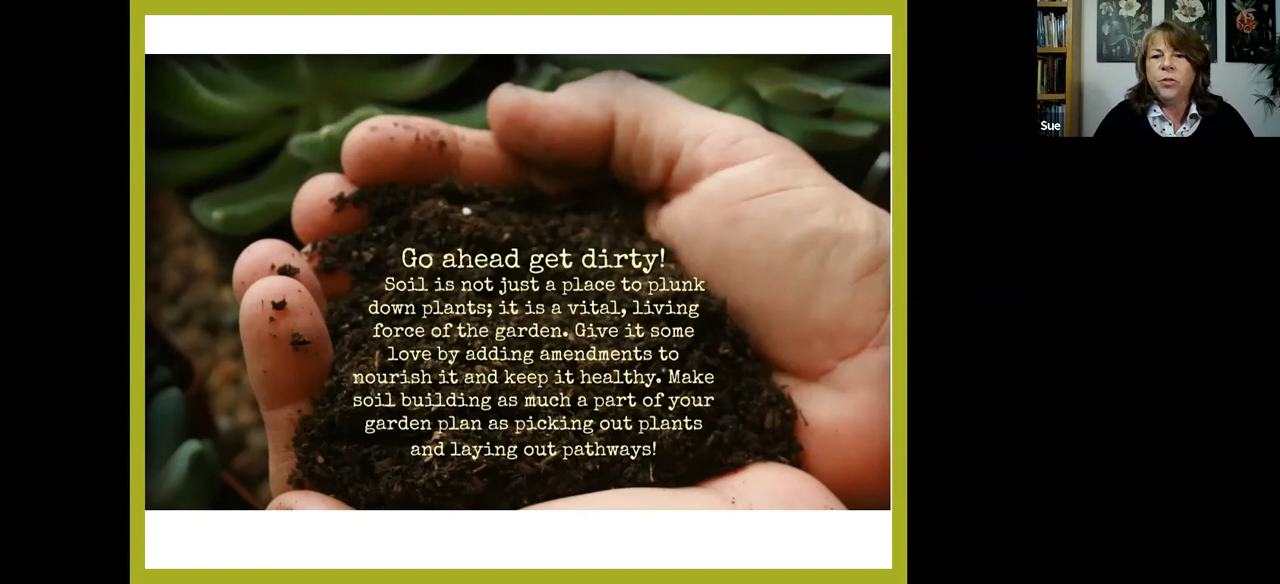 Go ahead get dirty!
Soil is not just a place to plunk
down plants; it is a vital, living
force of the garden. Give it some
love by adding amendments to
nourish it and keep it healthy. Make
soil building as much a part of your
garden plan as picking out plants
and laying out pathways!
Sue